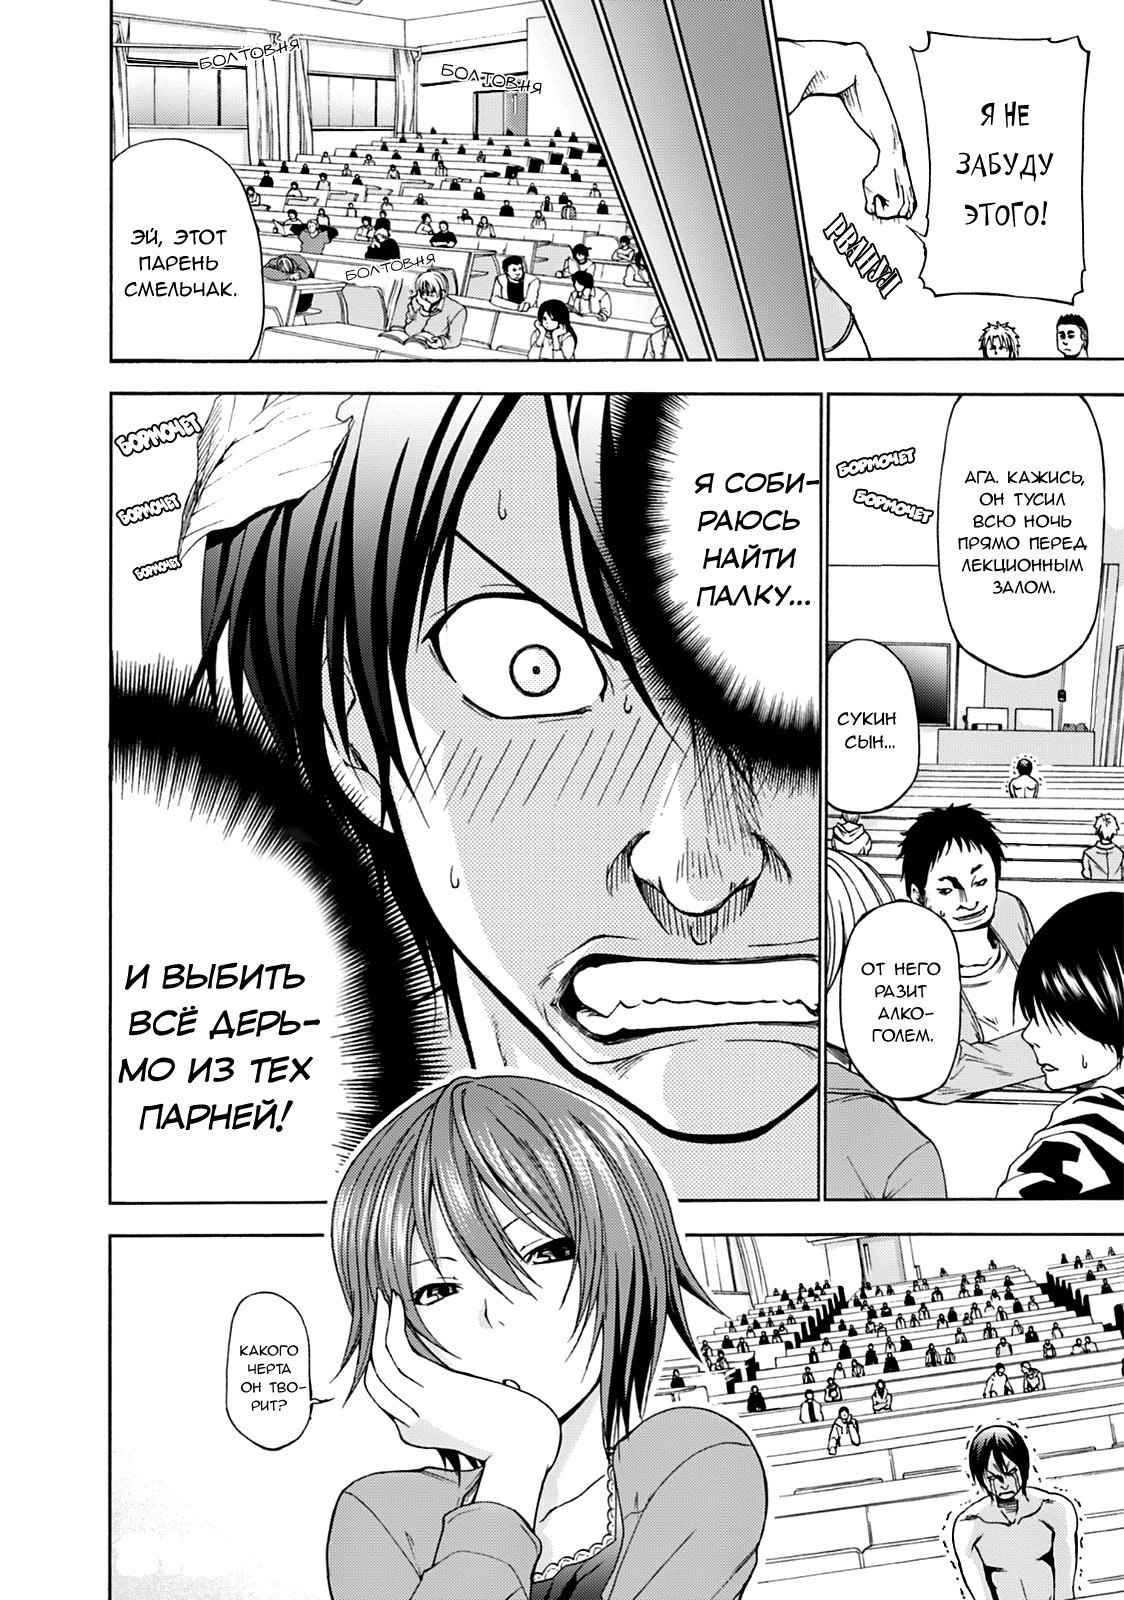 Я НЕ
ЗАБУДУ
ЭТОГО!
РВАНУЛ
БОЛТОВНЯ
БОЛТОВНЯ
БОЛТОВНЯ
ЭЙ, ЭТОТ
ПАРЕНЬ
СМЕЛЬЧАК.
АГА. КАЖИСЬ,
ОН ТУСИЛ
ВСЮ НОЧЬ
ПРЯМО ПЕРЕД
ЛЕКЦИОННЫМ
ЗАЛОМ.
БОРМОЧЕТ
БОРМОЧЕТ
СУКИН
СЫН...
ОТ НЕГО
РАЗИТ
АЛКО-
ГОЛЕМ.
Я СОБИ-
РАЮСЬ
НАЙТИ
ПАЛКУ...
БОРМОЧЕТ
БОРМОЧЕТ
БОРМОЧЕТ
И ВЫБИТЬ
ВСЁ ДЕРЬ-
МО ИЗ ТЕХ
ПАРНЕЙ!
КАКОГО
ЧЕРТА
ОН ТВО-
РИТ?